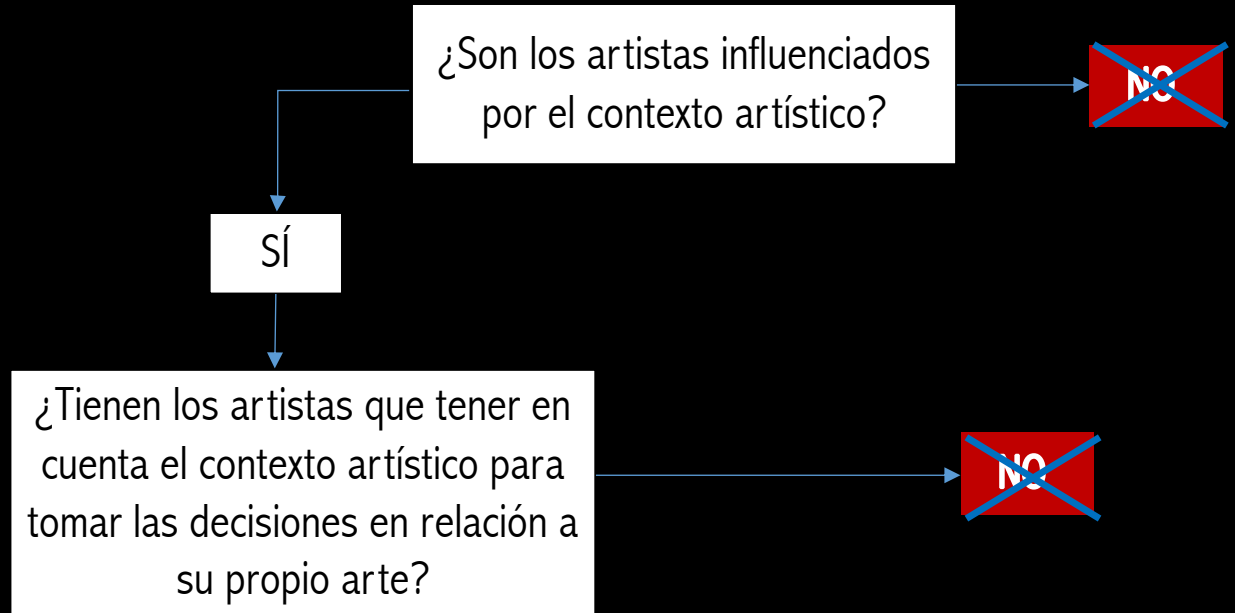 ¿Son los artistas influenciados
por el contexto artístico?
NO
SÍ
¿Tienen los artistas que tener en
cuenta el contexto artístico para
tomar las decisiones en relación a
su propio arte?
NO